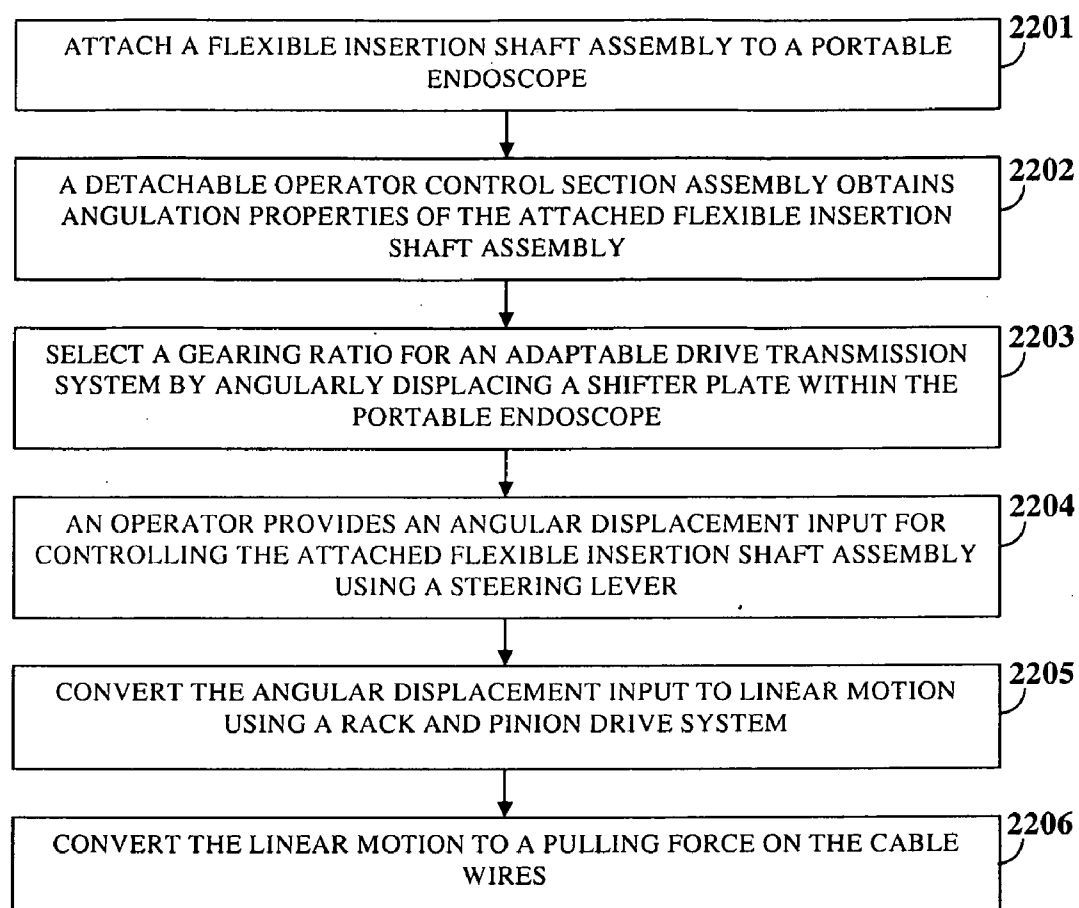 2201
ATTACH A FLEXIBLE INSERTION SHAFT ASSEMBLY TO A PORTABLE
ENDOSCOPE
2202
A DETACHABLE OPERATOR CONTROL SECTION ASSEMBLY OBTAINS
ANGULATION PROPERTIES OF THE ATTACHED FLEXIBLE INSERTION
SHAFT ASSEMBLY
2203
SELECT A GEARING RATIO FOR AN ADAPTABLE DRIVE TRANSMISSION
SYSTEM BY ANGULARLY DISPLACING A SHIFTER PLATE WITHIN THE
PORTABLE ENDOSCOPE
2204
AN OPERATOR PROVIDES AN ANGULAR DISPLACEMENT INPUT FOR
CONTROLLING THE ATTACHED FLEXIBLE INSERTION SHAFT ASSEMBLY
USING A STEERING LEVER
2205
CONVERT THE ANGULAR DISPLACEMENT INPUT TO LINEAR MOTION
USING A RACK AND PINION DRIVE SYSTEM
2206
CONVERT THE LINEAR MOTION TO A PULLING FORCE ON THE CABLE
WIRES